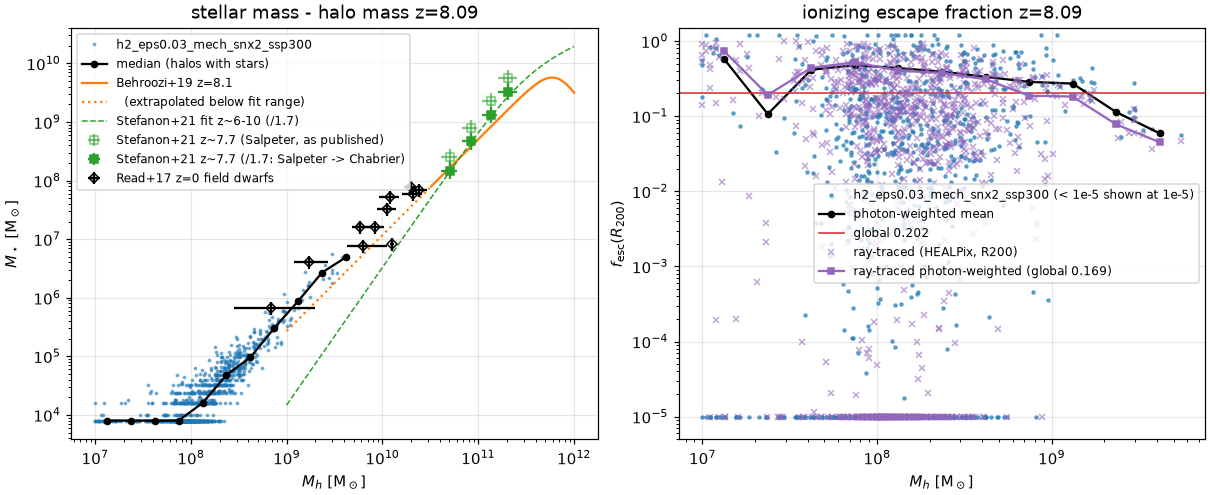 stellar mass - halo mass z=8.09
h2_eps0.03_mech_snx2_ssp300
median (halos with stars)
Behroozi+19 z=8.1
(extrapolated below fit range)
Stefanon+21 fit z~6-10 (/1.7)
Stefanon+21 z~7.7 (Salpeter, as published)
Stefanon+21 z~7.7 (/1.7: Salpeter -> Chabrier)
Read+17 z=0 field dwarfs
M⋆ [M⊙]
10¹⁰
10⁹
10⁸
10⁷
10⁶
10⁵
10⁴
10⁷ 10⁸ 10⁹ 10¹⁰ 10¹¹ 10¹²
Mₕ [M⊙]
ionizing escape fraction z=8.09
h2_eps0.03_mech_snx2_ssp300 (< 1e-5 shown at 1e-5)
photon-weighted mean
global 0.202
ray-traced (HEALPix, R200)
ray-traced photon-weighted (global 0.169)
fesc(R₂₀₀)
10⁰
10⁻¹
10⁻²
10⁻³
10⁻⁴
10⁻⁵
10⁷ 10⁸ 10⁹
Mₕ [M⊙]